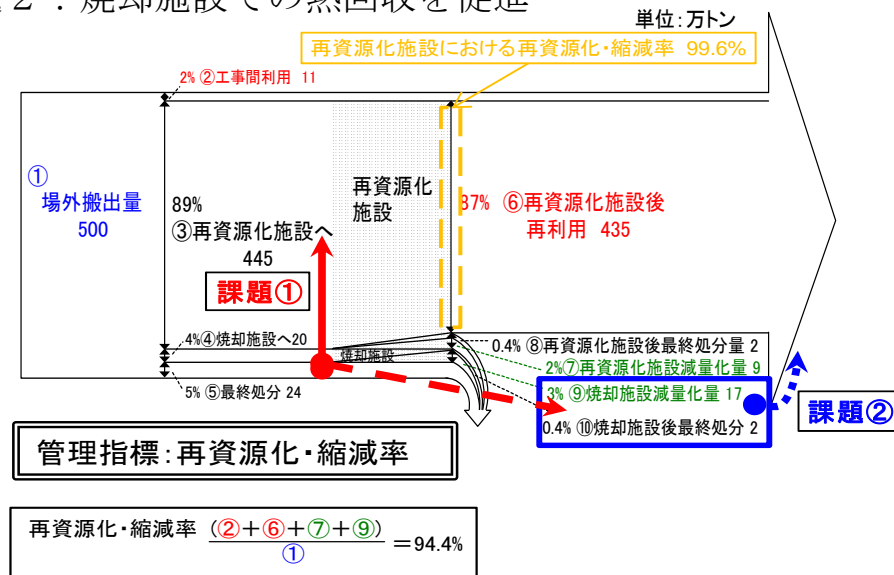 ２：焼却施設での熱回収を促進
単位：万トン
再資源化施設における再資源化・縮減率 99.6%
2% ②工事間利用 11
①
場外搬出量
500
89%
③再資源化施設へ
445
再資源化
施設
37% ⑥再資源化施設後
再利用 435
課題①
4%④焼却施設へ20
焼却施設
5% ⑤最終処分 24
0.4% ⑧再資源化施設後最終処分量 2
2%⑦再資源化施設減量化量 9
3% ⑨焼却施設減量化量 17
0.4% ⑩焼却施設後最終処分 2
課題②
管理指標：再資源化・縮減率
再資源化・縮減率 (②＋⑥＋⑦＋⑨)
①
＝94.4%